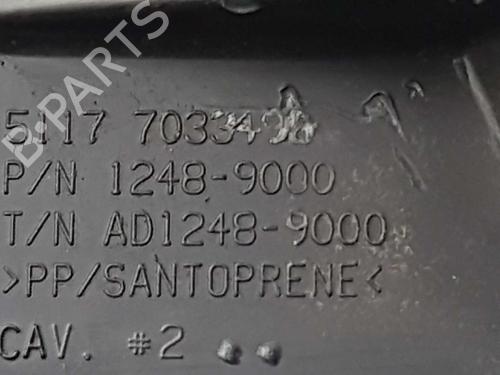 B-PARTS
5117 7033498 A
P/N 1248-9000
T/N AD1248-9000
>PP/SANTOPRENE<
CAV. #2